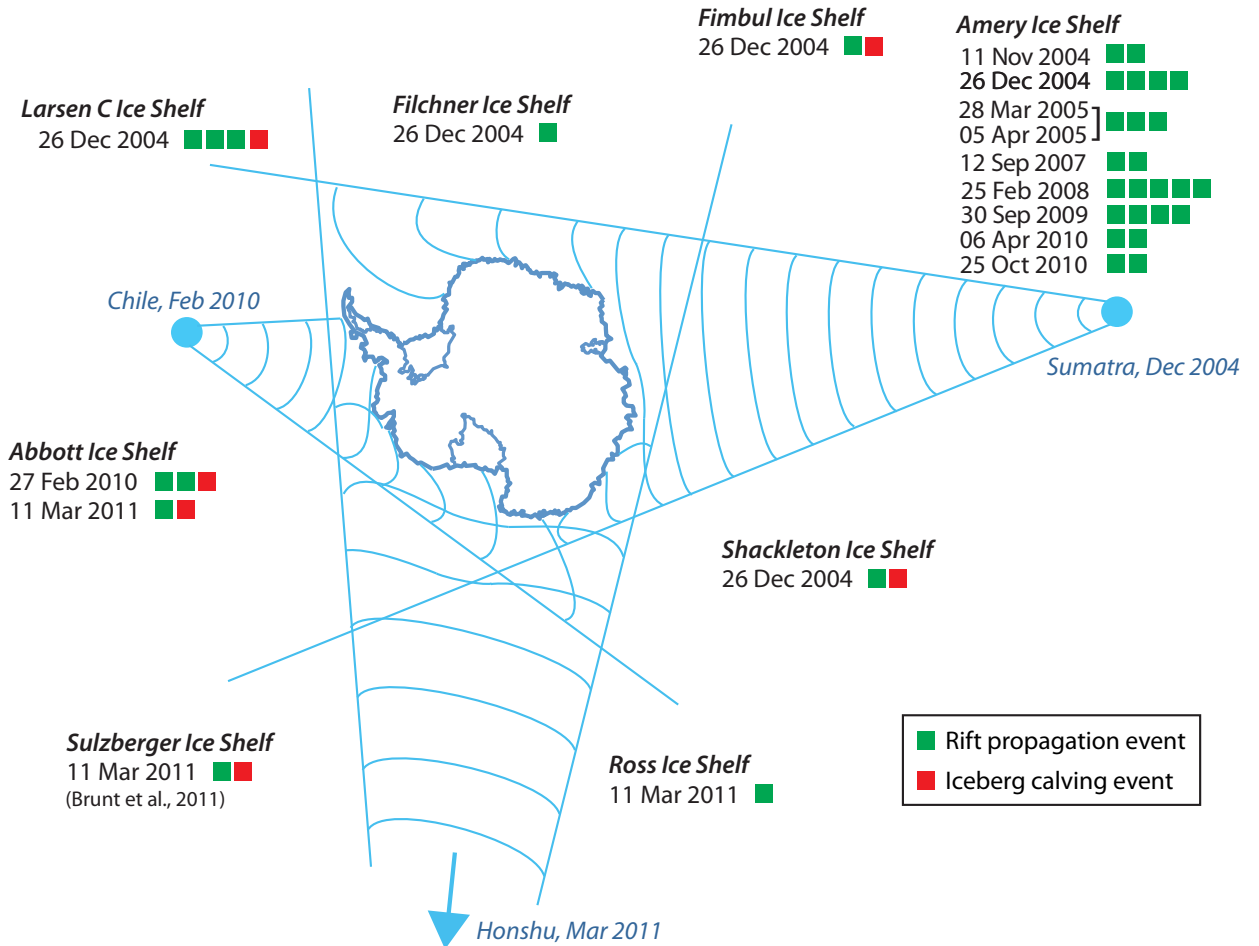 Fimbul Ice Shelf
26 Dec 2004
Amery Ice Shelf
11 Nov 2004
26 Dec 2004
28 Mar 2005
05 Apr 2005
12 Sep 2007
25 Feb 2008
30 Sep 2009
06 Apr 2010
25 Oct 2010
Larsen C Ice Shelf
26 Dec 2004
Filchner Ice Shelf
26 Dec 2004
Chile, Feb 2010
Sumatra, Dec 2004
Abbott Ice Shelf
27 Feb 2010
11 Mar 2011
Shackleton Ice Shelf
26 Dec 2004
Sulzberger Ice Shelf
11 Mar 2011
(Brunt et al., 2011)
Ross Ice Shelf
11 Mar 2011
Rift propagation event
Iceberg calving event
Honshu, Mar 2011